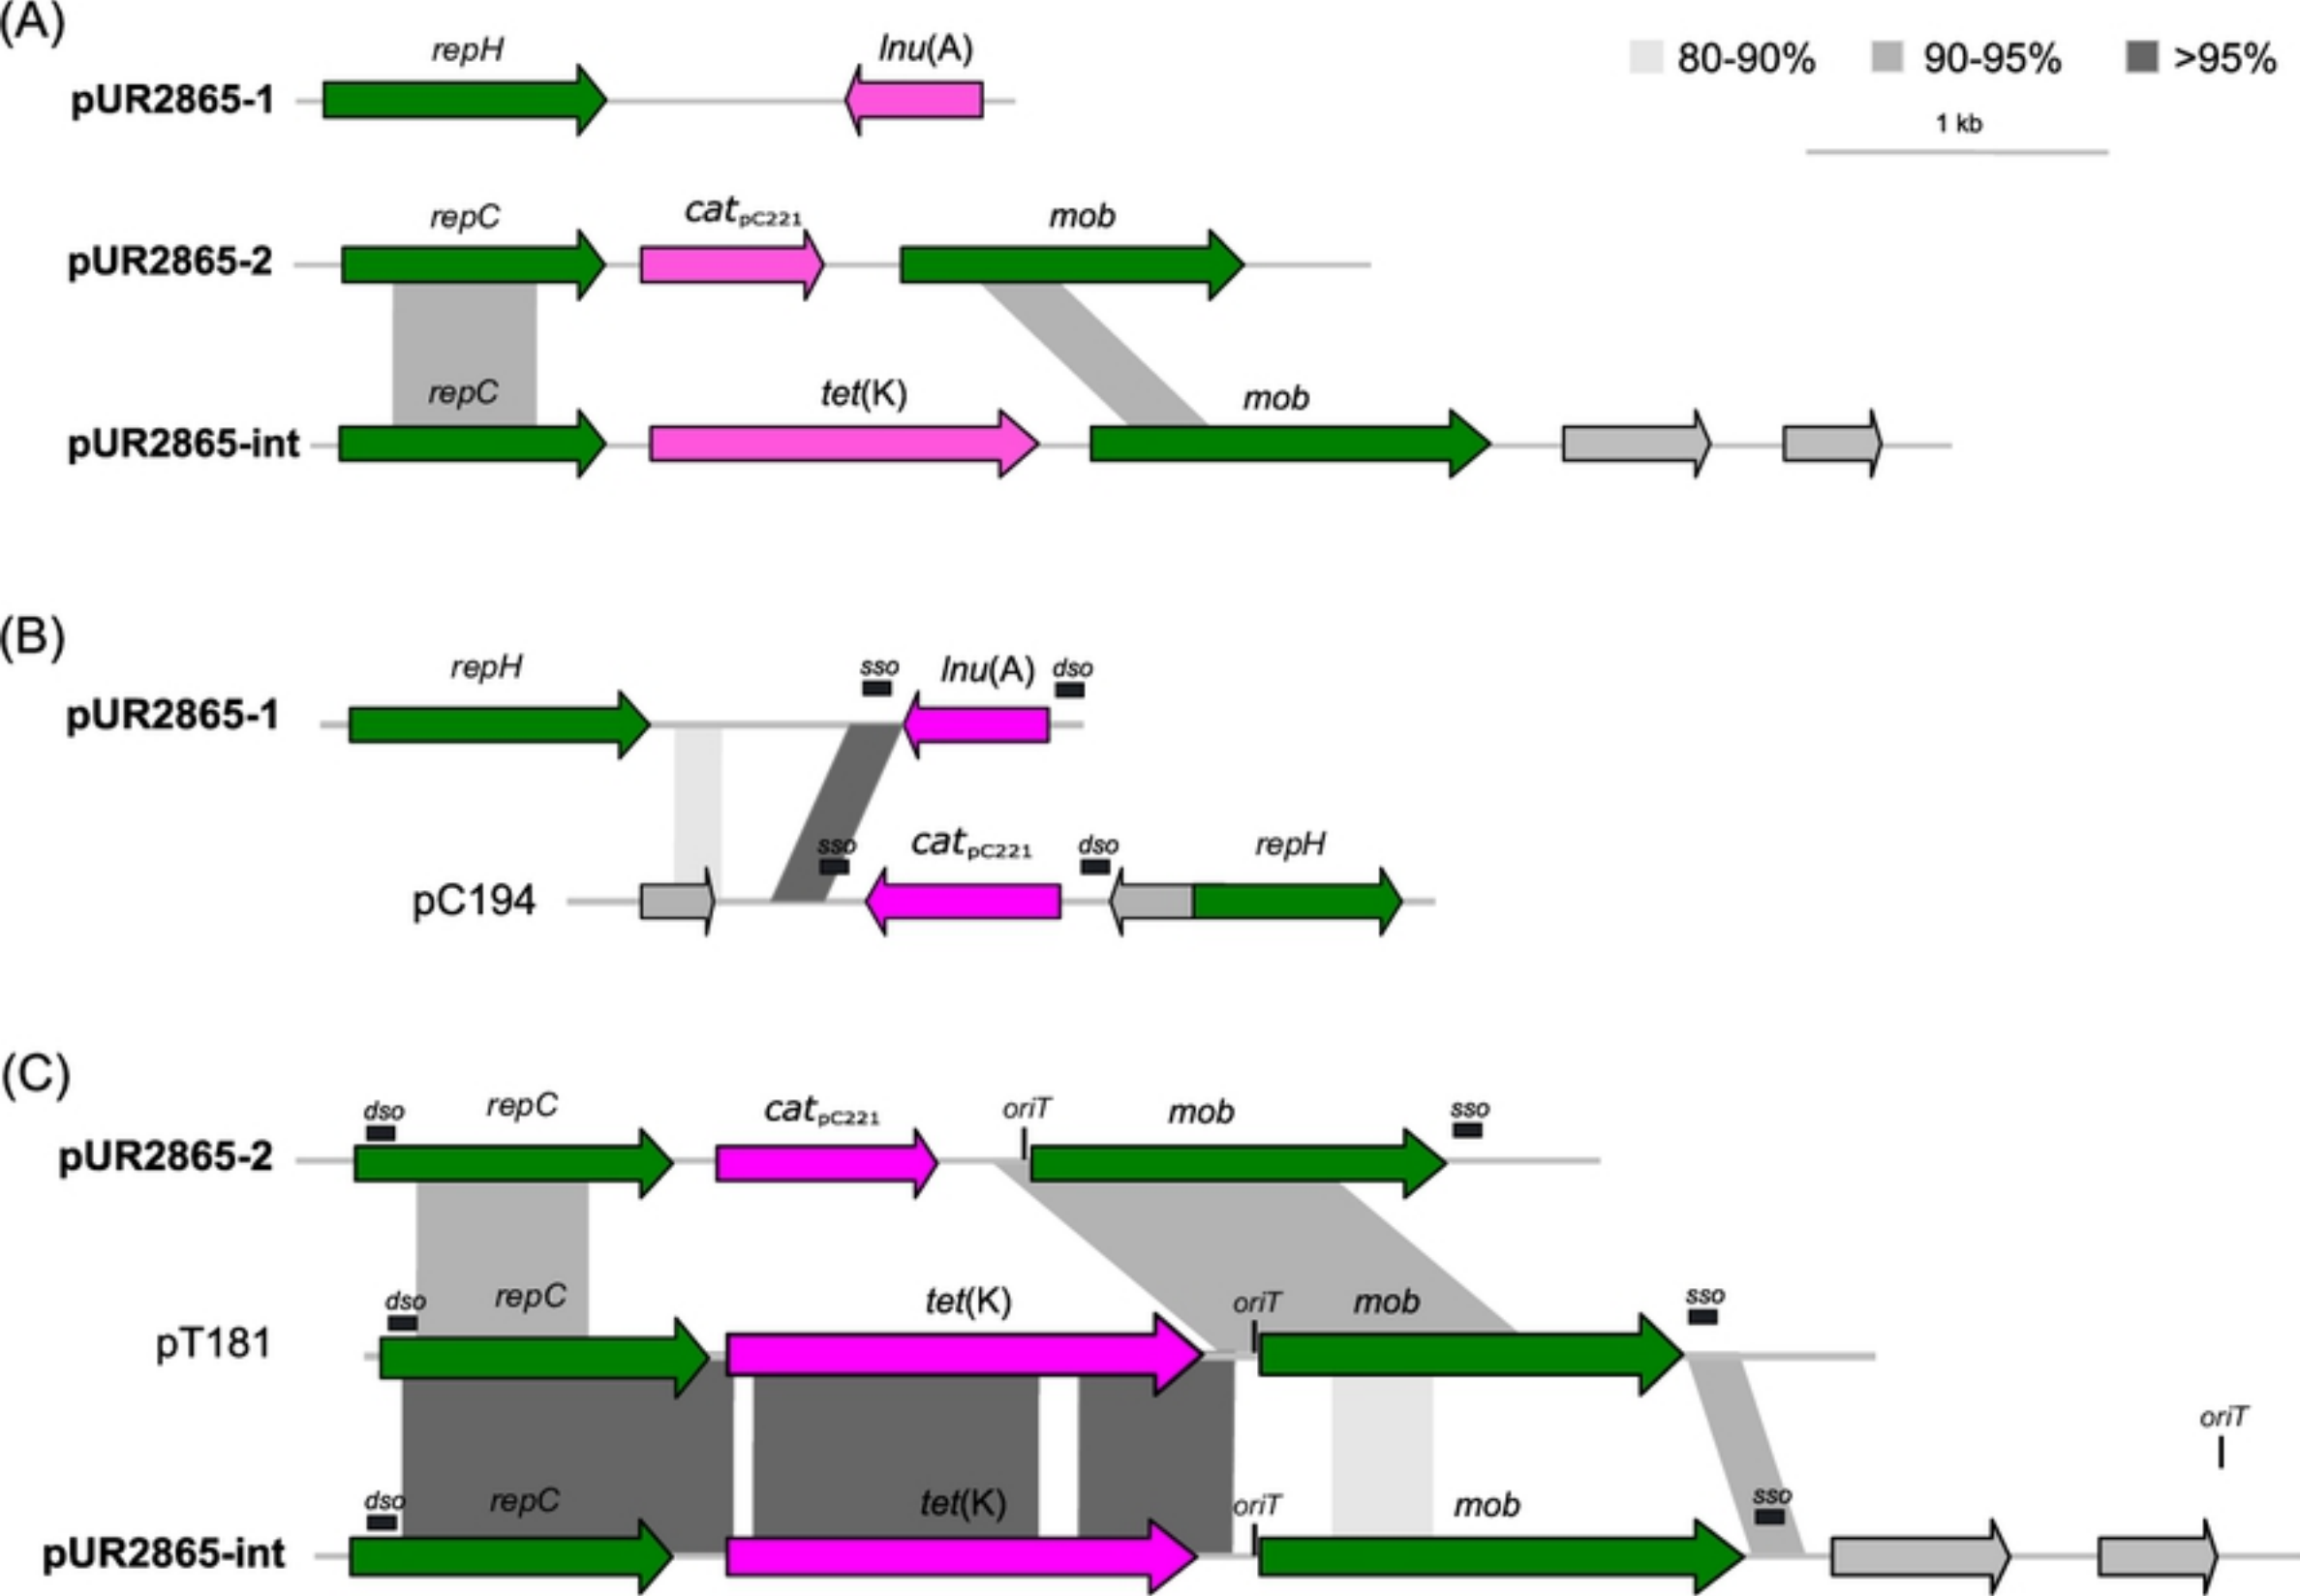 (A)
repH lnu(A) 80-90% 90-95% >95%
pUR2865-1
1 kb
repC catpC221 mob
pUR2865-2
repC tet(K) mob
pUR2865-int
(B)
repH sso lnu(A) dso
pUR2865-1
sso catpC221 dso repH
pC194
(C)
dso repC catpC221 oriT mob sso
pUR2865-2
dso repC tet(K) oriT mob sso
pT181
oriT
dso repC tet(K) oriT mob sso
pUR2865-int